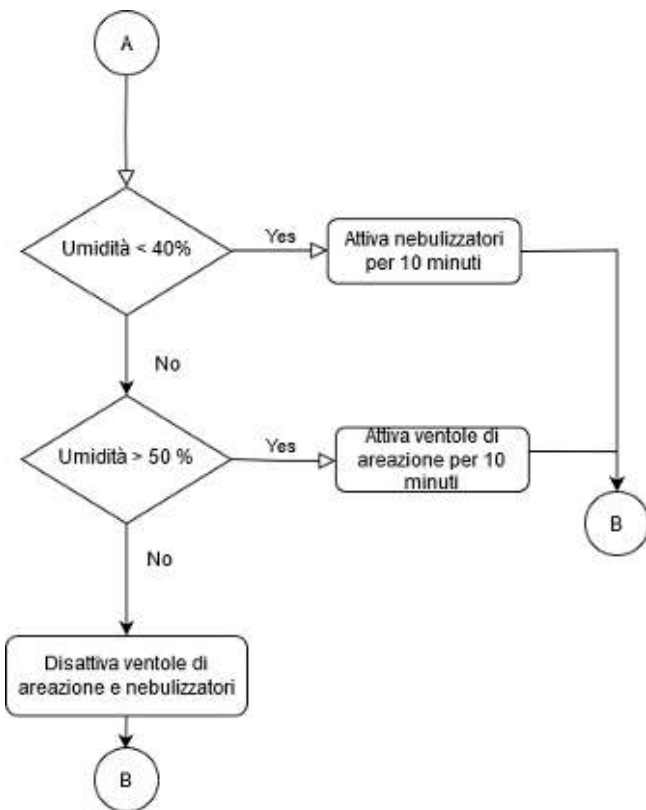 A
Umidità < 40%
Yes
Attiva nebulizzatori
per 10 minuti
No
Umidità > 50 %
Yes
Attiva ventole di
areazione per 10
minuti
B
No
Disattiva ventole di
areazione e nebulizzatori
B